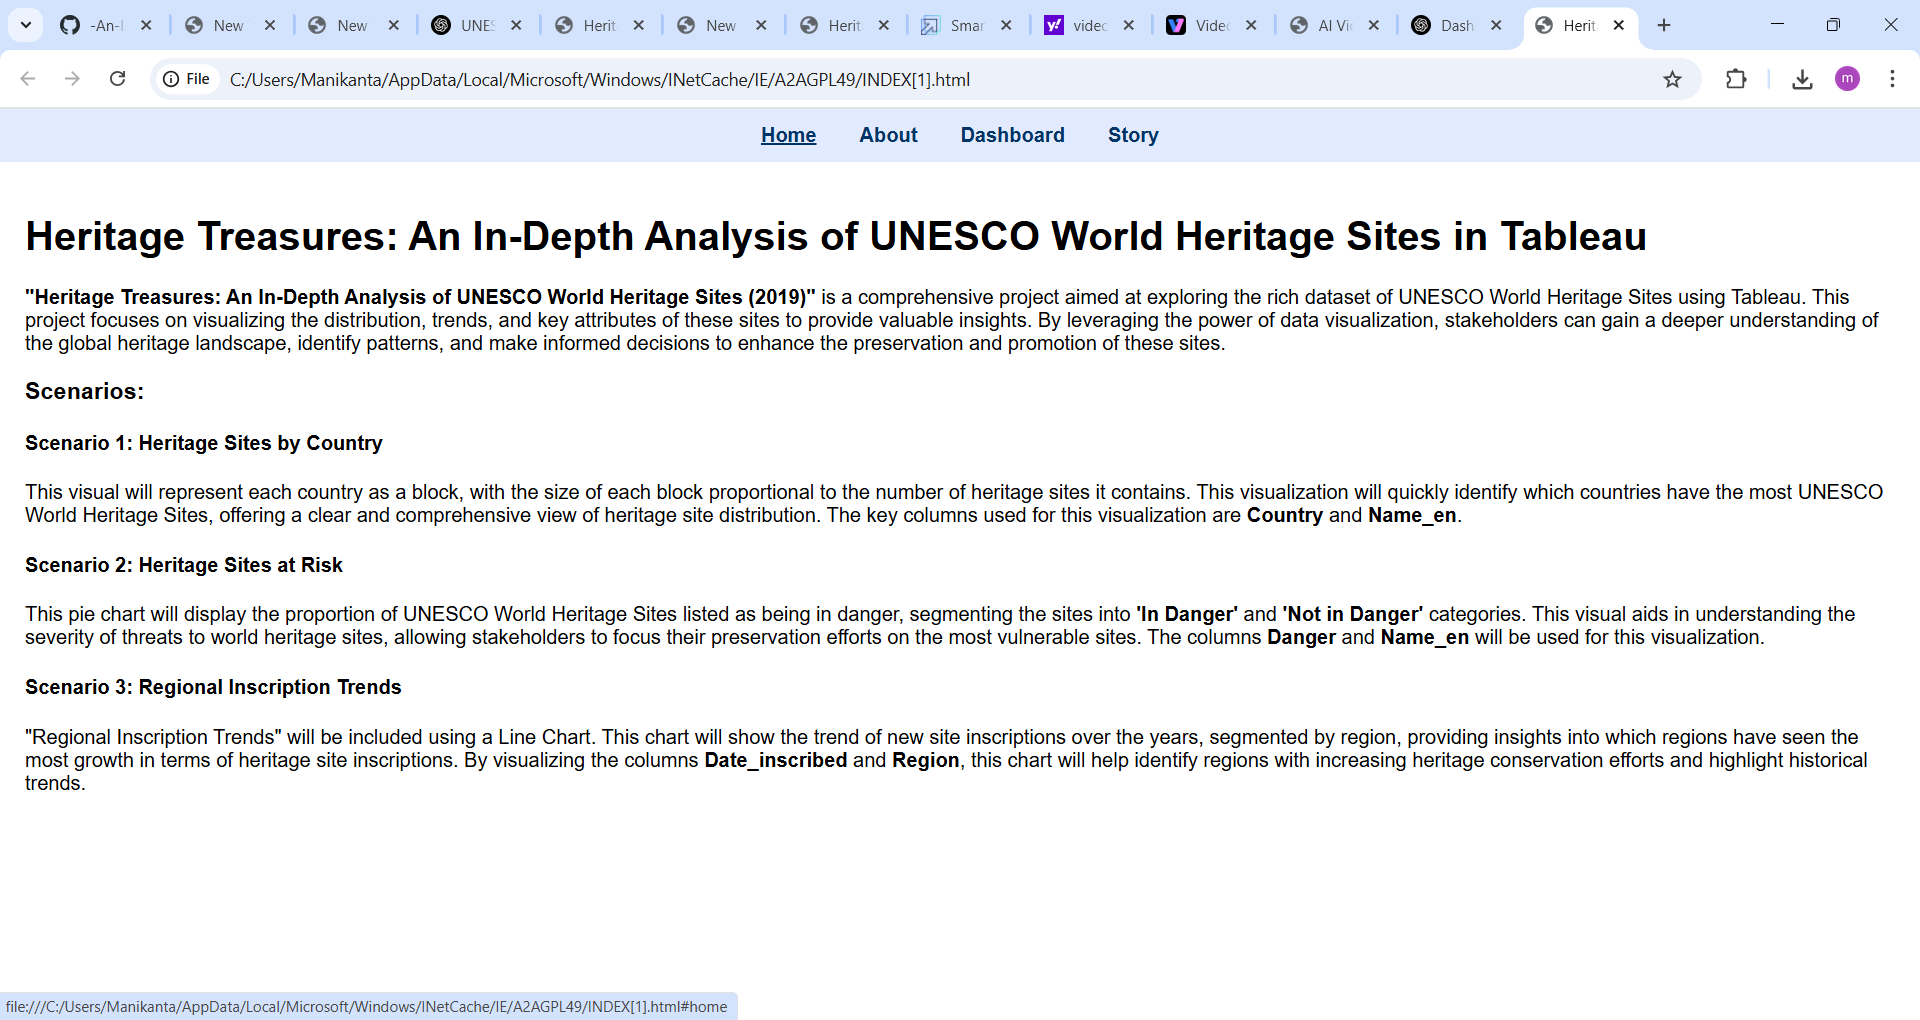 -An-I
New
New
UNES
Herit
New
Herit
Smar
y!
video
Video
AI Vi
Dash
Herit
File
C:/Users/Manikanta/AppData/Local/Microsoft/Windows/INetCache/IE/A2AGPL49/INDEX[1].html
m
Home About Dashboard Story
Heritage Treasures: An In-Depth Analysis of UNESCO World Heritage Sites in Tableau
"Heritage Treasures: An In-Depth Analysis of UNESCO World Heritage Sites (2019)" is a comprehensive project aimed at exploring the rich dataset of UNESCO World Heritage Sites using Tableau. This
project focuses on visualizing the distribution, trends, and key attributes of these sites to provide valuable insights. By leveraging the power of data visualization, stakeholders can gain a deeper understanding of
the global heritage landscape, identify patterns, and make informed decisions to enhance the preservation and promotion of these sites.
Scenarios:
Scenario 1: Heritage Sites by Country
This visual will represent each country as a block, with the size of each block proportional to the number of heritage sites it contains. This visualization will quickly identify which countries have the most UNESCO
World Heritage Sites, offering a clear and comprehensive view of heritage site distribution. The key columns used for this visualization are Country and Name_en.
Scenario 2: Heritage Sites at Risk
This pie chart will display the proportion of UNESCO World Heritage Sites listed as being in danger, segmenting the sites into 'In Danger' and 'Not in Danger' categories. This visual aids in understanding the
severity of threats to world heritage sites, allowing stakeholders to focus their preservation efforts on the most vulnerable sites. The columns Danger and Name_en will be used for this visualization.
Scenario 3: Regional Inscription Trends
"Regional Inscription Trends" will be included using a Line Chart. This chart will show the trend of new site inscriptions over the years, segmented by region, providing insights into which regions have seen the
most growth in terms of heritage site inscriptions. By visualizing the columns Date_inscribed and Region, this chart will help identify regions with increasing heritage conservation efforts and highlight historical
trends.
file:///C:/Users/Manikanta/AppData/Local/Microsoft/Windows/INetCache/IE/A2AGPL49/INDEX[1].html#home